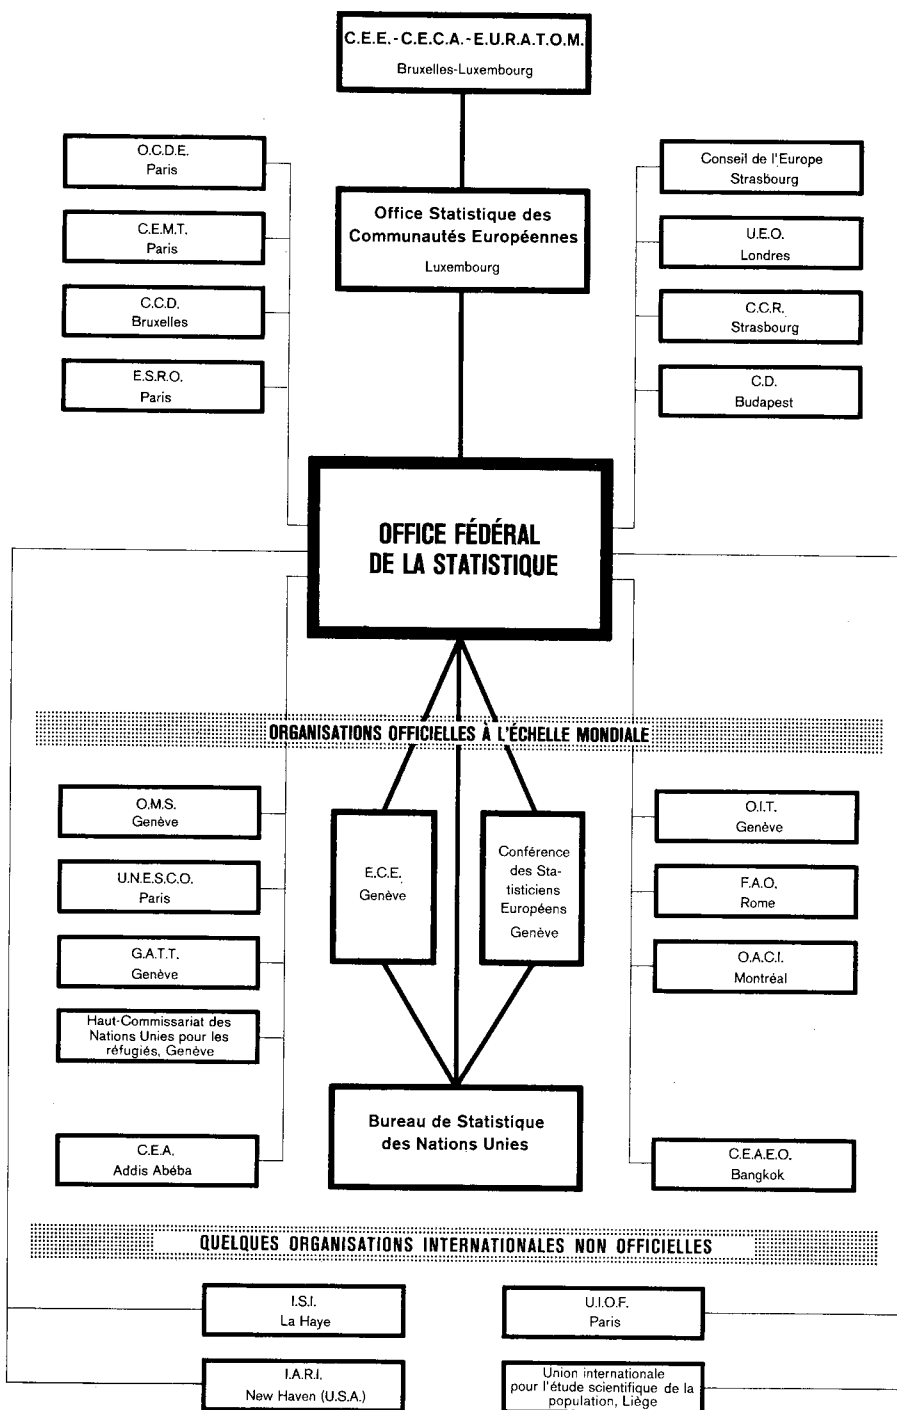 C.E.E.-C.E.C.A.-E.U.R.A.T.O.M.
Bruxelles-Luxembourg
O.C.D.E.
Paris
C.E.M.T.
Paris
C.C.D.
Bruxelles
E.S.R.O.
Paris
Office Statistique des
Communautés Européennes
Luxembourg
Conseil de l'Europe
Strasbourg
U.E.O.
Londres
C.C.R.
Strasbourg
C.D.
Budapest
OFFICE FÉDÉRAL
DE LA STATISTIQUE
ORGANISATIONS OFFICIELLES À L'ÉCHELLE MONDIALE
O.M.S.
Genève
U.N.E.S.C.O.
Paris
G.A.T.T.
Genève
Haut-Commissariat des
Nations Unies pour les
réfugiés, Genève
C.E.A.
Addis Abéba
E.C.E.
Genève
Conférence
des Sta-
tisticiens
Européens
Genève
Bureau de Statistique
des Nations Unies
O.I.T.
Genève
F.A.O.
Rome
O.A.C.I.
Montréal
C.E.A.E.O.
Bangkok
QUELQUES ORGANISATIONS INTERNATIONALES NON OFFICIELLES
I.S.I.
La Haye
I.A.R.I.
New Haven (U.S.A.)
U.I.O.F.
Paris
Union internationale
pour l'étude scientifique de la
population, Liège